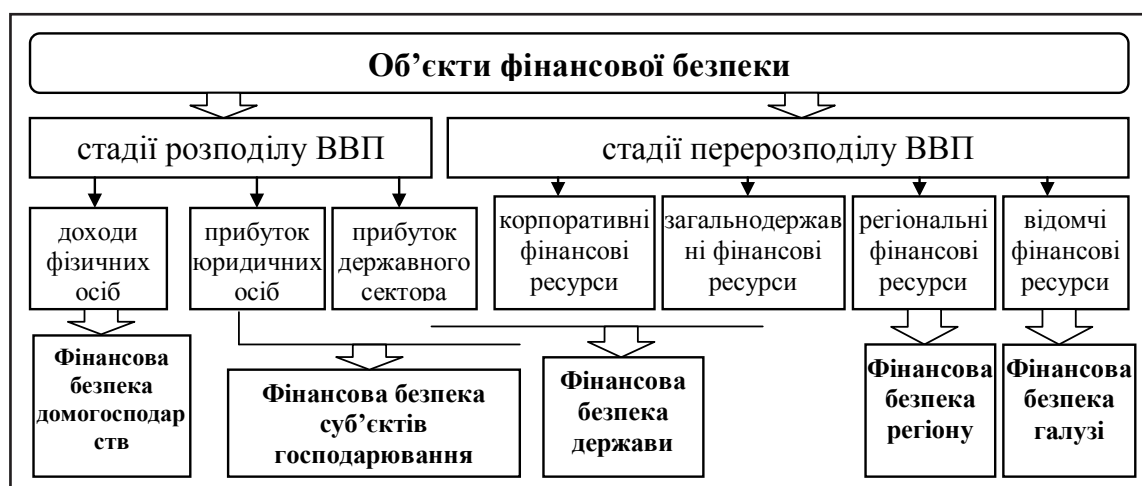 Об’єкти фінансової безпеки
стадії розподілу ВВП
стадії перерозподілу ВВП
доходи
фізичних
осіб
прибуток
юридичних
осіб
прибуток
державного
сектора
корпоративні
фінансові
ресурси
загальнодержав
ні фінансові
ресурси
регіональні
фінансові
ресурси
відомчі
фінансові
ресурси
Фінансова
безпека
домогосподар
ств
Фінансова безпека
суб’єктів
господарювання
Фінансова
безпека
держави
Фінансова
безпека
регіону
Фінансова
безпека
галузі